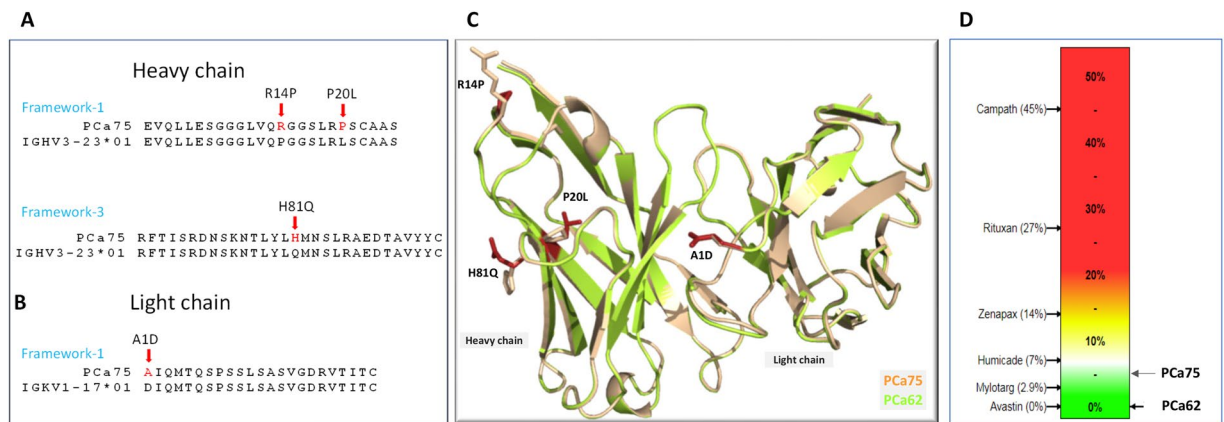 A
Heavy chain
R14P P20L
Framework-1
PCa75 EVQLLESGGGLVQRGGSLRPSCAAS
IGHV3-23*01 EVQLLESGGGLVQPGGSLRLSCAAS
H81Q
Framework-3
PCa75 RFTISRDNSKNTLYLHMNSLRAEDTAVYYC
IGHV3-23*01 RFTISRDNSKNTLYLQMNSLRAEDTAVYYC
B
Light chain
A1D
Framework-1
PCa75 AIQMTQSPSSLSASVGDRVTITC
IGKV1-17*01 DIQMTQSPSSLSASVGDRVTITC
C
R14P
P20L
H81Q
A1D
Heavy chain
Light chain
PCa75
PCa62
D
50%
Campath (45%) -
40%
-
30%
Rituxan (27%) -
20%
Zenapax (14%) -
10%
Humicade (7%)
- PCa75
Mylotarg (2.9%)
Avastin (0%) 0% PCa62